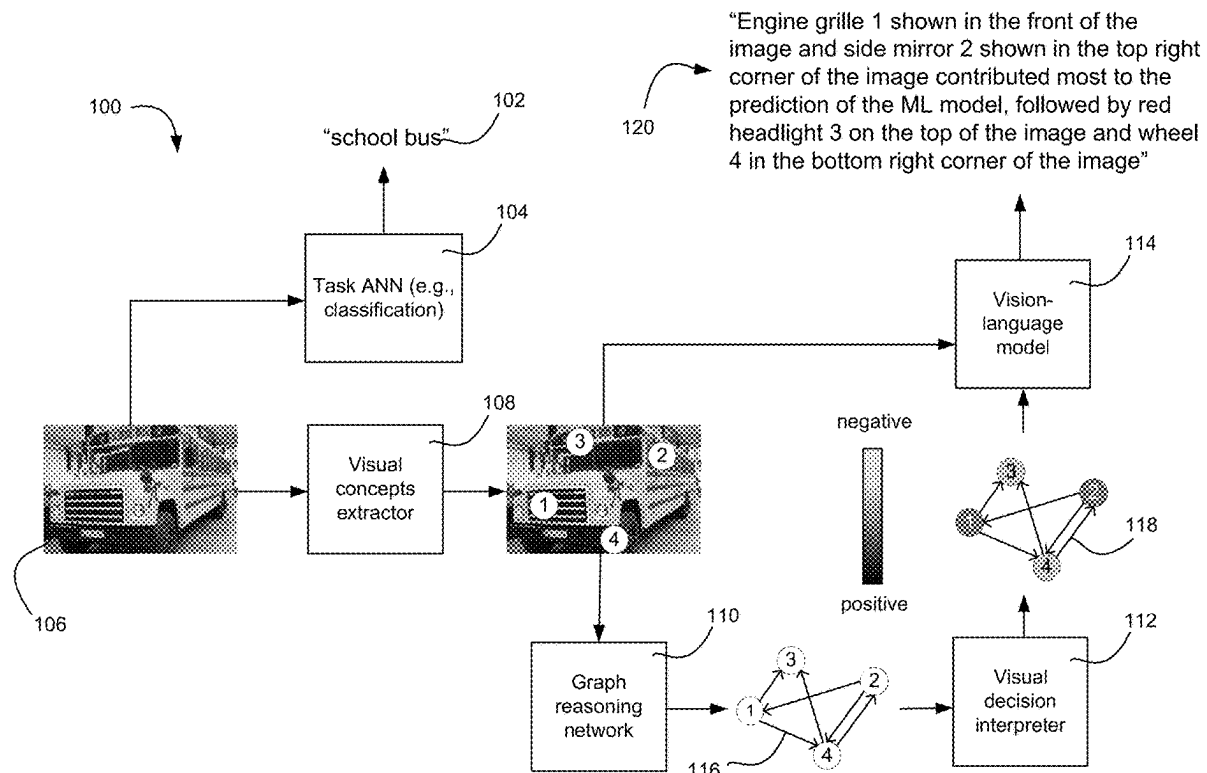 “Engine grille 1 shown in the front of the
image and side mirror 2 shown in the top right
corner of the image contributed most to the
prediction of the ML model, followed by red
headlight 3 on the top of the image and wheel
4 in the bottom right corner of the image”
100
102
120
“school bus”
104
Task ANN (e.g.,
classification)
114
Vision-
language
model
108
Visual
concepts
extractor
3
2
1
4
negative
positive
3
4
118
106
110
Graph
reasoning
network
3
2
1
4
116
112
Visual
decision
interpreter